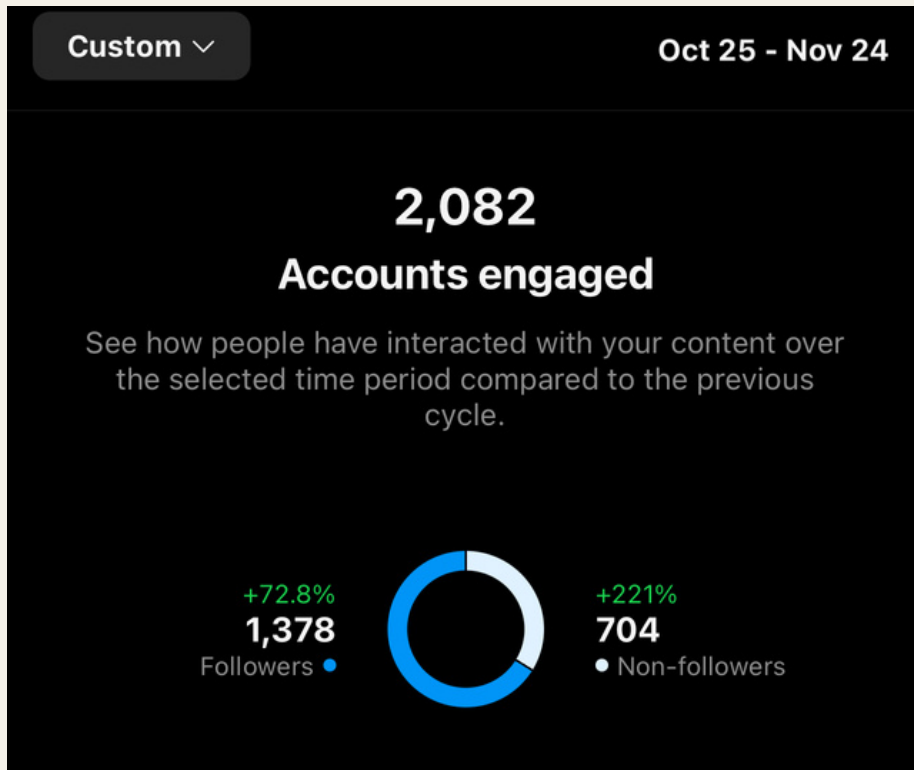 Custom
Oct 25 - Nov 24
2,082
Accounts engaged
See how people have interacted with your content over
the selected time period compared to the previous
cycle.
+72.8%
1,378
Followers
+221%
704
Non-followers